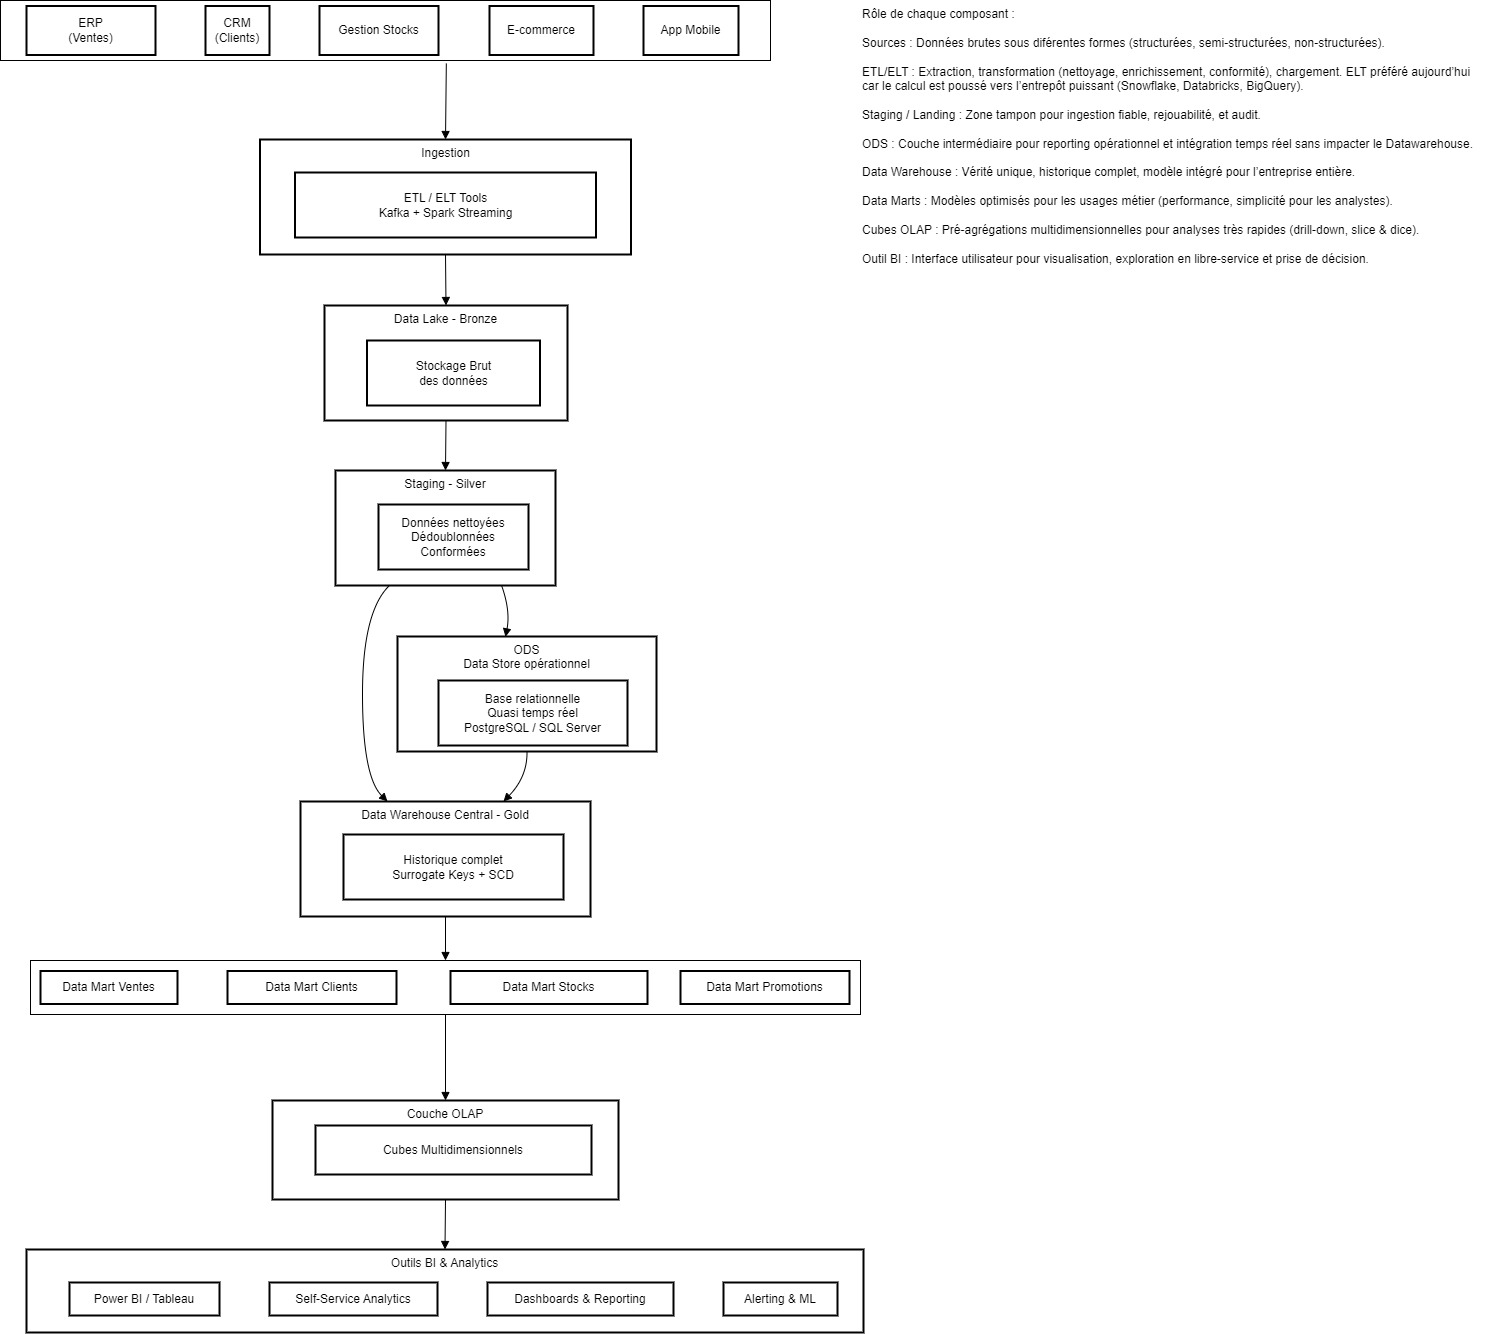 ERP
(Ventes)
CRM
(Clients)
Gestion Stocks
E-commerce
App Mobile
Ingestion
ETL / ELT Tools
Kafka + Spark Streaming
Data Lake - Bronze
Stockage Brut
des données
Staging - Silver
Données nettoyées
Dédoublonnées
Conformées
ODS
Data Store opérationnel
Base relationnelle
Quasi temps réel
PostgreSQL / SQL Server
Data Warehouse Central - Gold
Historique complet
Surrogate Keys + SCD
Data Mart Ventes
Data Mart Clients
Data Mart Stocks
Data Mart Promotions
Couche OLAP
Cubes Multidimensionnels
Outils BI & Analytics
Power BI / Tableau
Self-Service Analytics
Dashboards & Reporting
Alerting & ML
Rôle de chaque composant :
Sources : Données brutes sous diférentes formes (structurées, semi-structurées, non-structurées).
ETL/ELT : Extraction, transformation (nettoyage, enrichissement, conformité), chargement. ELT préféré aujourd’hui
car le calcul est poussé vers l’entrepôt puissant (Snowflake, Databricks, BigQuery).
Staging / Landing : Zone tampon pour ingestion fiable, rejouabilité, et audit.
ODS : Couche intermédiaire pour reporting opérationnel et intégration temps réel sans impacter le Datawarehouse.
Data Warehouse : Vérité unique, historique complet, modèle intégré pour l’entreprise entière.
Data Marts : Modèles optimisés pour les usages métier (performance, simplicité pour les analystes).
Cubes OLAP : Pré-agrégations multidimensionnelles pour analyses très rapides (drill-down, slice & dice).
Outil BI : Interface utilisateur pour visualisation, exploration en libre-service et prise de décision.